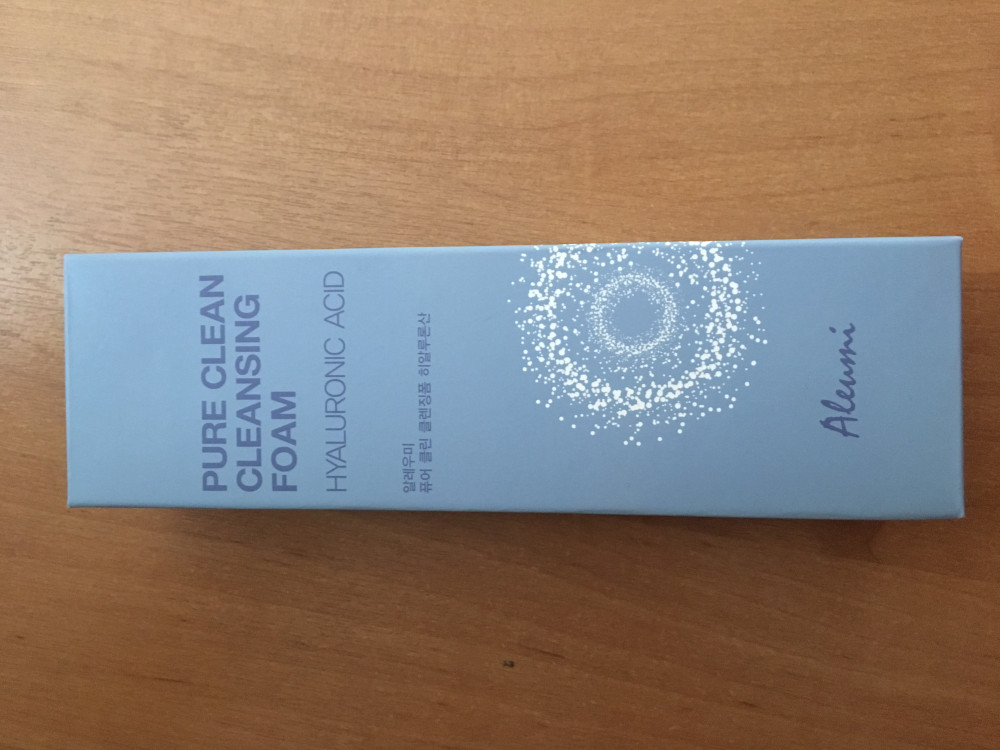 PURE CLEAN
CLEANSING
FOAM
HYALURONIC ACID
알레우미
퓨어 클린 클렌징폼 히알루론산
Aleumi